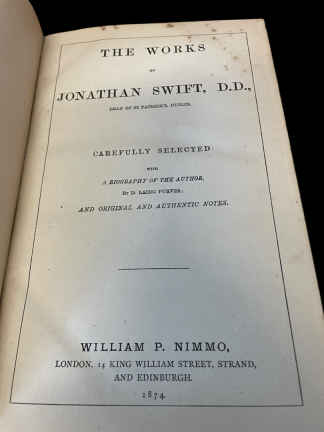 THE WORKS
OF
JONATHAN SWIFT, D.D.,
DEAN OF ST PATRICK'S, DUBLIN.
CAREFULLY SELECTED
WITH
A BIOGRAPHY OF THE AUTHOR,
BY D. LAING PURVES;
AND ORIGINAL AND AUTHENTIC NOTES.
WILLIAM P. NIMMO,
LONDON. 14 KING WILLIAM STREET, STRAND,
AND EDINBURGH.
1874.